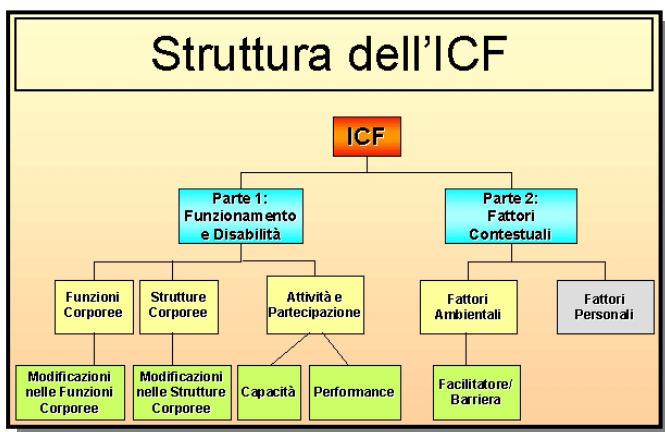 Struttura dell'ICF
ICF
Parte 1:
Funzionamento
e Disabilità
Parte 2:
Fattori
Contestuali
Funzioni
Corporee
Strutture
Corporee
Attività e
Partecipazione
Fattori
Ambientali
Fattori
Personali
Modificazioni
nelle Funzioni
Corporee
Modificazioni
nelle Strutture
Corporee
Capacità
Performance
Facilitatore/
Barriera